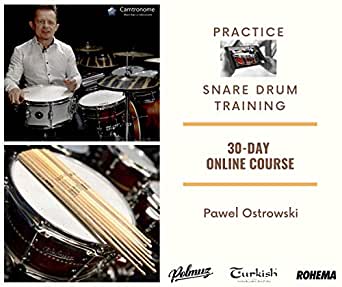 Camtronome
PRACTICE
SNARE DRUM
TRAINING
30-DAY
ONLINE COURSE
Pawel Ostrowski
Polmuz
Turkish
ROHEMA